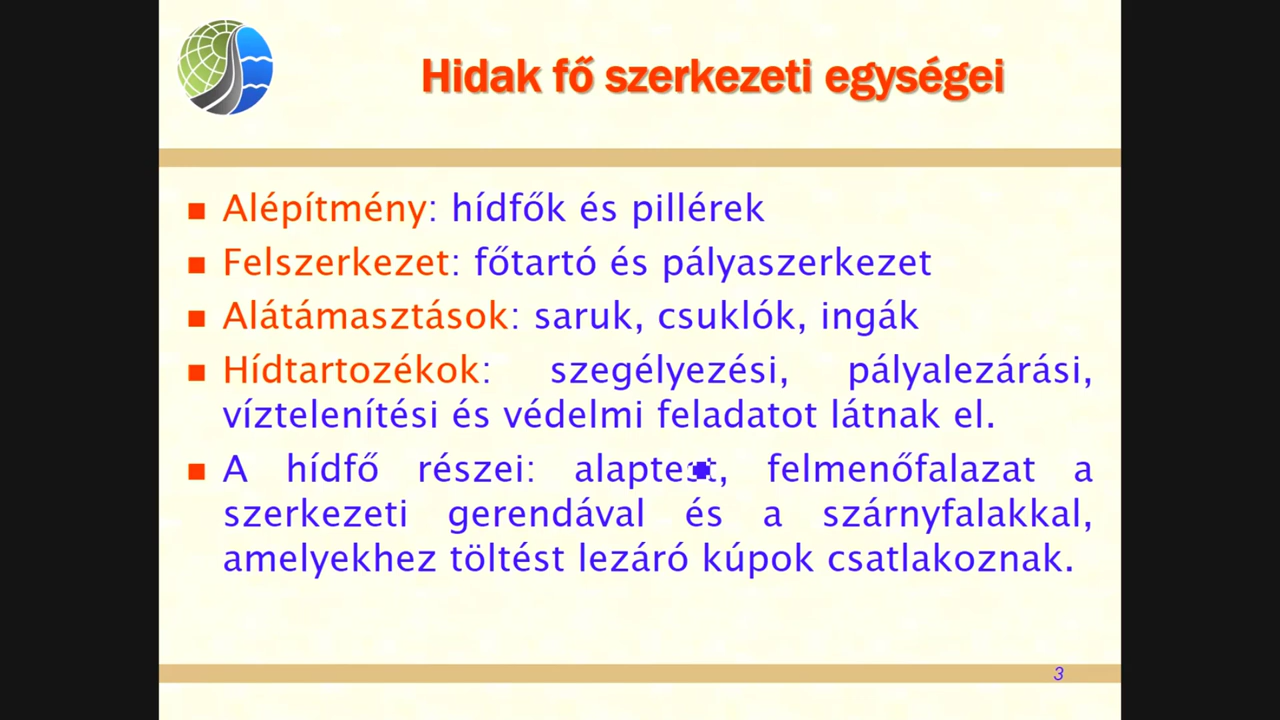 Hidak fő szerkezeti egységei
Alépítmény: hídfők és pillérek
Felszerkezet: főtartó és pályaszerkezet
Alátámasztások: saruk, csuklók, ingák
Hídtartozékok: szegélyezési, pályalezárási,
víztelenítési és védelmi feladatot látnak el.
A hídfő részei: alaptest, felmenőfalazat a
szerkezeti gerendával és a szárnyfalakkal,
amelyekhez töltést lezáró kúpok csatlakoznak.
3